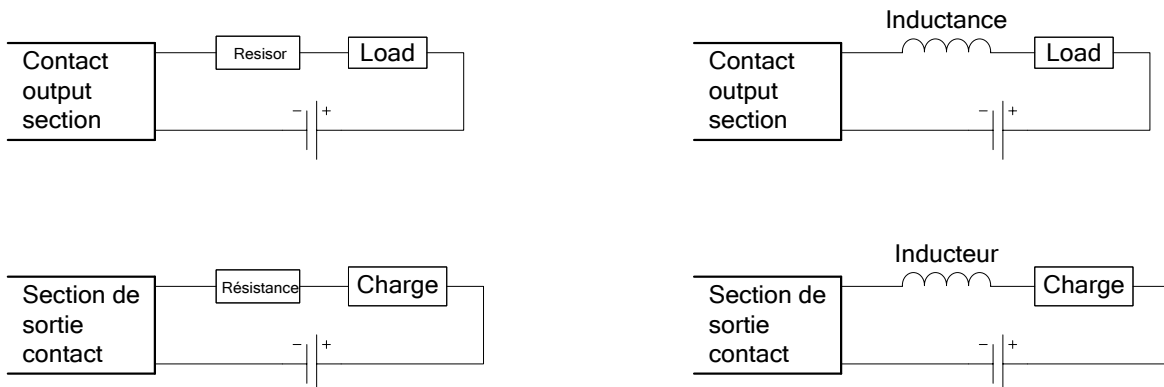 Contact
output
section
Resisor
Load
− +
Inductance
Contact
output
section
Load
− +
Section de
sortie
contact
Résistance
Charge
− +
Inducteur
Section de
sortie
contact
Charge
− +